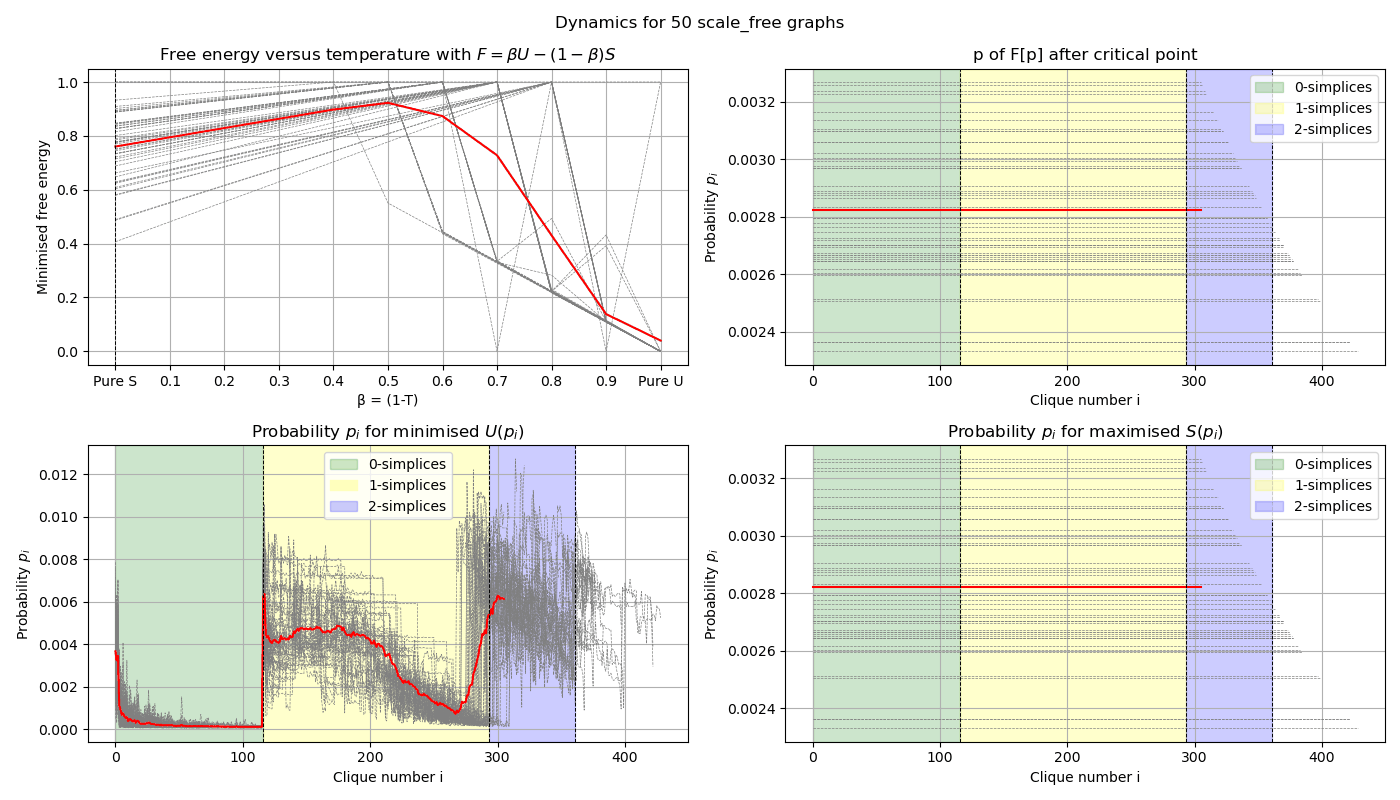 Dynamics for 50 scale_free graphs
Free energy versus temperature with F = βU − (1 − β)S
Minimised free energy
1.0
0.8
0.6
0.4
0.2
0.0
Pure S 0.1 0.2 0.3 0.4 0.5 0.6 0.7 0.8 0.9 Pure U
β = (1-T)
p of F[p] after critical point
Probability pᵢ
0.0032
0.0030
0.0028
0.0026
0.0024
0-simplices
1-simplices
2-simplices
0 100 200 300 400
Clique number i
Probability pᵢ for minimised U(pᵢ)
Probability pᵢ
0.012
0.010
0.008
0.006
0.004
0.002
0.000
0-simplices
1-simplices
2-simplices
0 100 200 300 400
Clique number i
Probability pᵢ for maximised S(pᵢ)
Probability pᵢ
0.0032
0.0030
0.0028
0.0026
0.0024
0-simplices
1-simplices
2-simplices
0 100 200 300 400
Clique number i